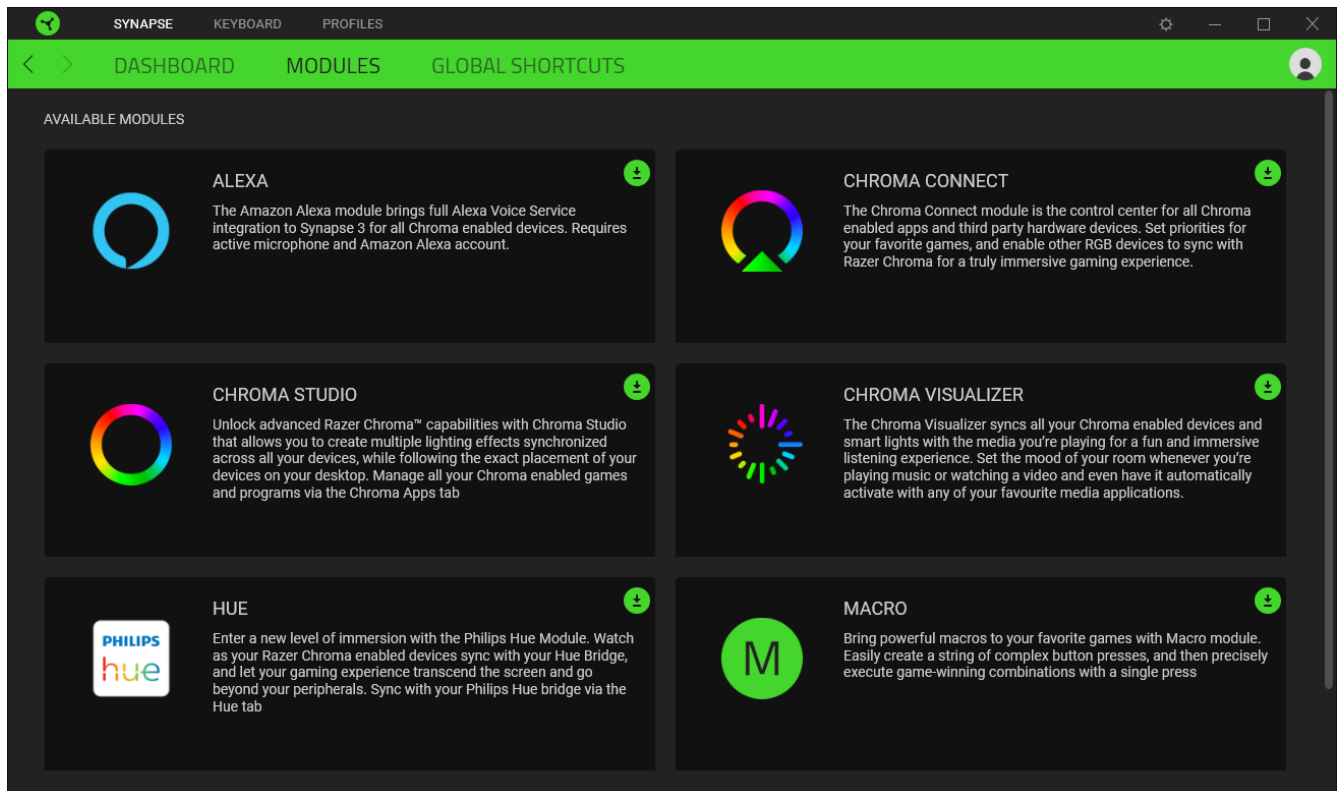 SYNAPSE KEYBOARD PROFILES
DASHBOARD MODULES GLOBAL SHORTCUTS
AVAILABLE MODULES
ALEXA
The Amazon Alexa module brings full Alexa Voice Service
integration to Synapse 3 for all Chroma enabled devices. Requires
active microphone and Amazon Alexa account.
CHROMA CONNECT
The Chroma Connect module is the control center for all Chroma
enabled apps and third party hardware devices. Set priorities for
your favorite games, and enable other RGB devices to sync with
Razer Chroma for a truly immersive gaming experience.
CHROMA STUDIO
Unlock advanced Razer Chroma™ capabilities with Chroma Studio
that allows you to create multiple lighting effects synchronized
across all your devices, while following the exact placement of your
devices on your desktop. Manage all your Chroma enabled games
and programs via the Chroma Apps tab
CHROMA VISUALIZER
The Chroma Visualizer syncs all your Chroma enabled devices and
smart lights with the media you're playing for a fun and immersive
listening experience. Set the mood of your room whenever you're
playing music or watching a video and even have it automatically
activate with any of your favourite media applications.
PHILIPS
hue
HUE
Enter a new level of immersion with the Philips Hue Module. Watch
as your Razer Chroma enabled devices sync with your Hue Bridge,
and let your gaming experience transcend the screen and go
beyond your peripherals. Sync with your Philips Hue bridge via the
Hue tab
M
MACRO
Bring powerful macros to your favorite games with Macro module.
Easily create a string of complex button presses, and then precisely
execute game-winning combinations with a single press